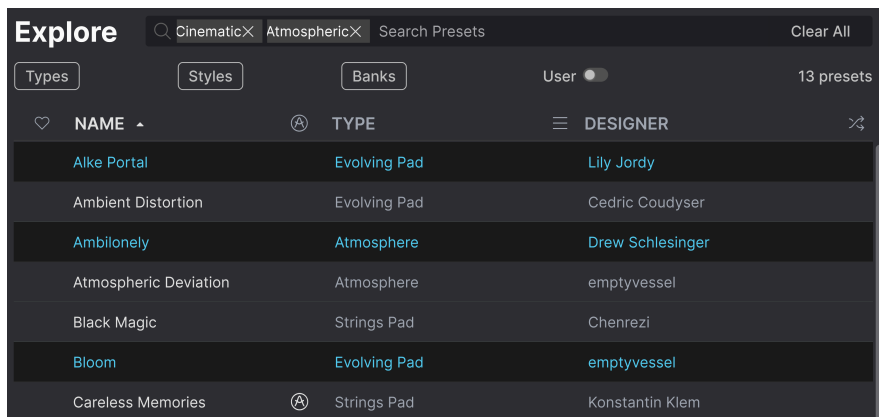 Explore Cinematic Atmospheric Search Presets Clear All
Types Styles Banks User 13 presets
NAME TYPE DESIGNER
Alke Portal Evolving Pad Lily Jordy
Ambient Distortion Evolving Pad Cedric Coudyser
Ambilonely Atmosphere Drew Schlesinger
Atmospheric Deviation Atmosphere emptyvessel
Black Magic Strings Pad Chenrezi
Bloom Evolving Pad emptyvessel
Careless Memories Strings Pad Konstantin Klem